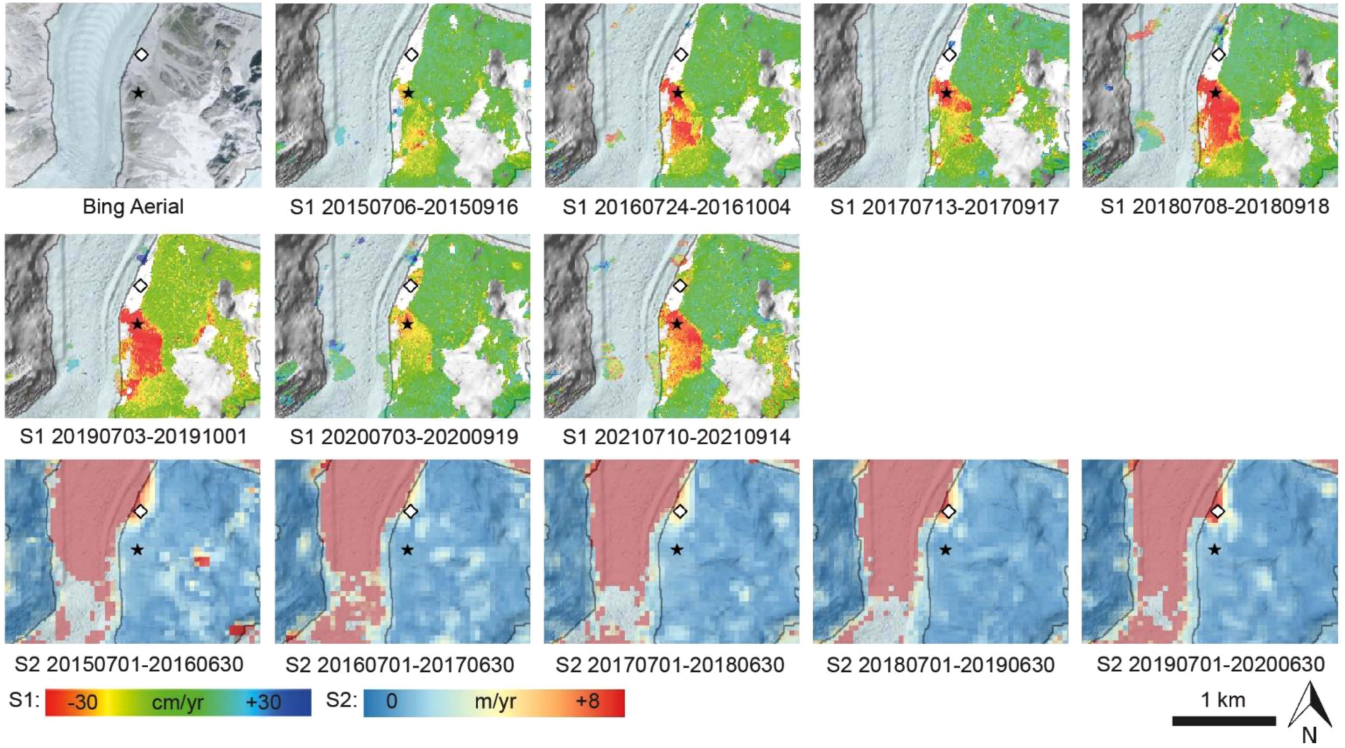 Bing Aerial
S1 20150706-20150916
S1 20160724-20161004
S1 20170713-20170917
S1 20180708-20180918
S1 20190703-20191001
S1 20200703-20200919
S1 20210710-20210914
S2 20150701-20160630
S2 20160701-20170630
S2 20170701-20180630
S2 20180701-20190630
S2 20190701-20200630
S1: -30 cm/yr +30
S2: 0 m/yr +8
1 km
N